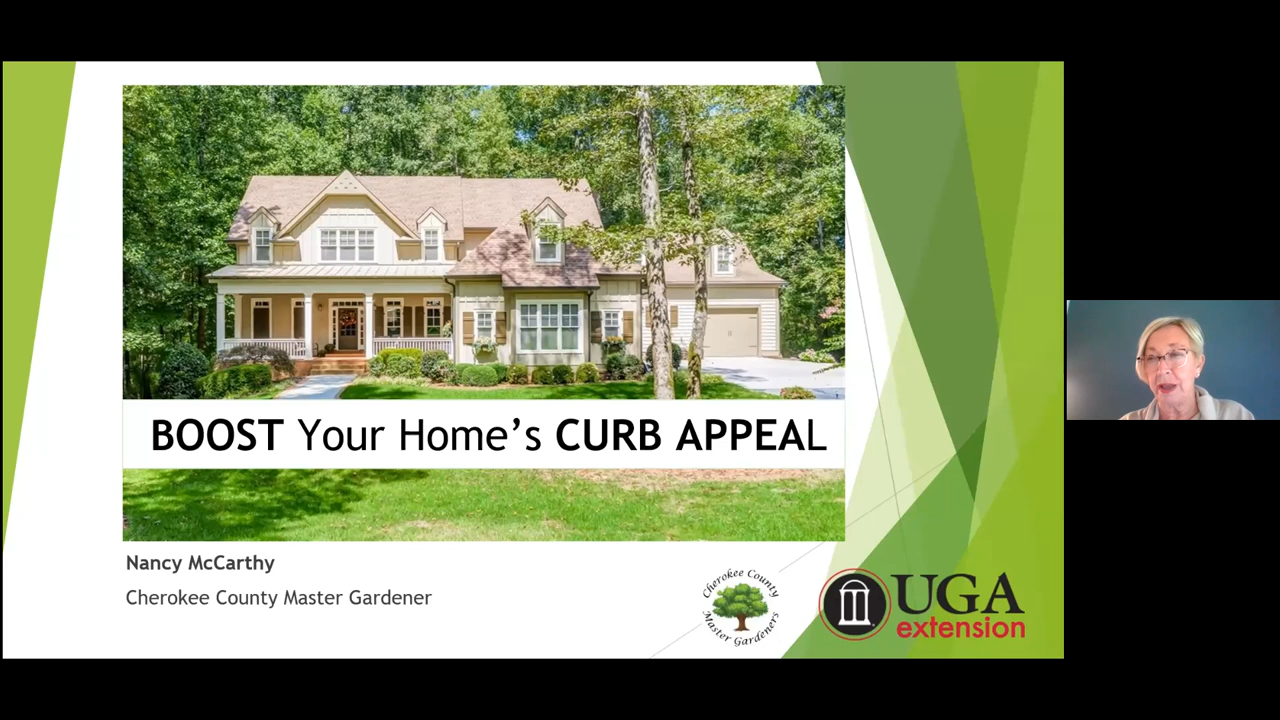 BOOST Your Home's CURB APPEAL
Nancy McCarthy
Cherokee County Master Gardener
Cherokee County
Master Gardeners
UGA
extension